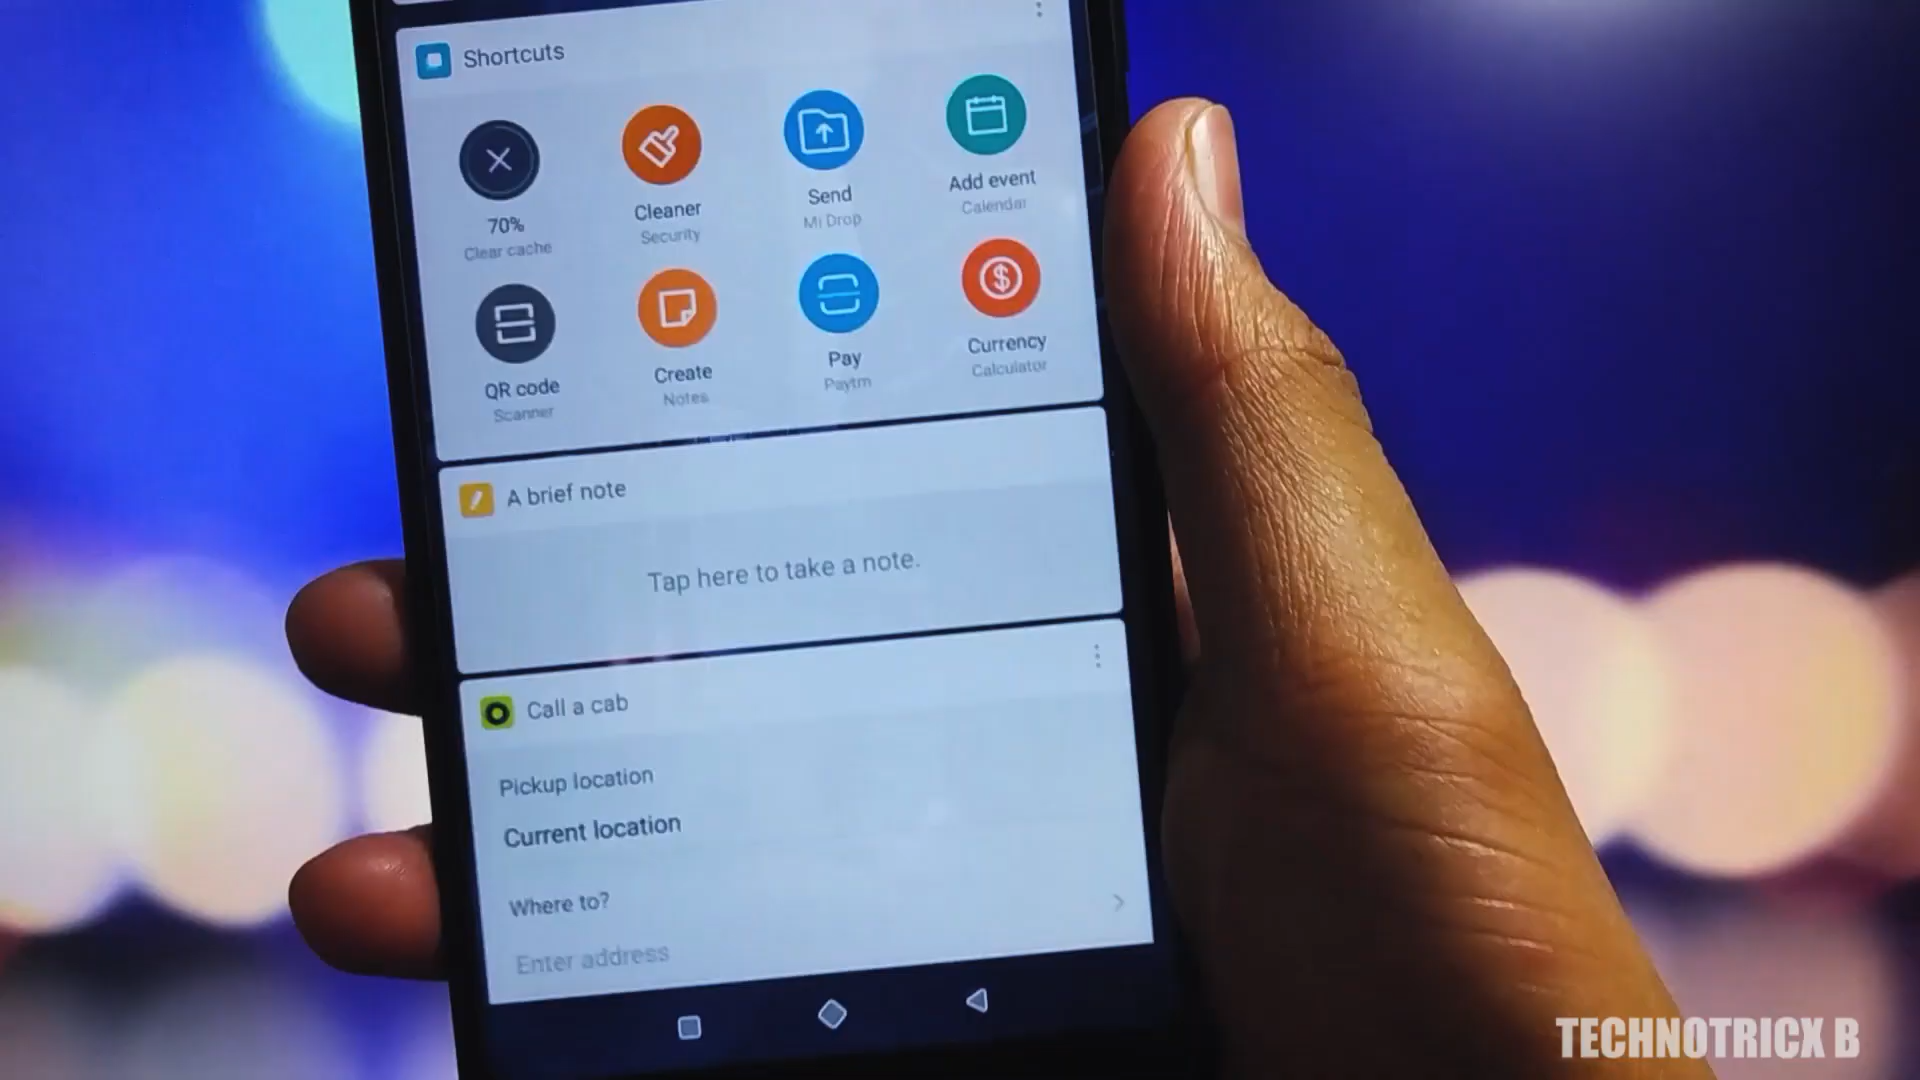 Shortcuts
70%
Clear cache
Cleaner
Security
Send
Mi Drop
Add event
Calendar
QR code
Scanner
Create
Notes
Pay
Paytm
Currency
Calculator
A brief note
Tap here to take a note.
Call a cab
Pickup location
Current location
Where to?
Enter address
TECHNOTRICX B